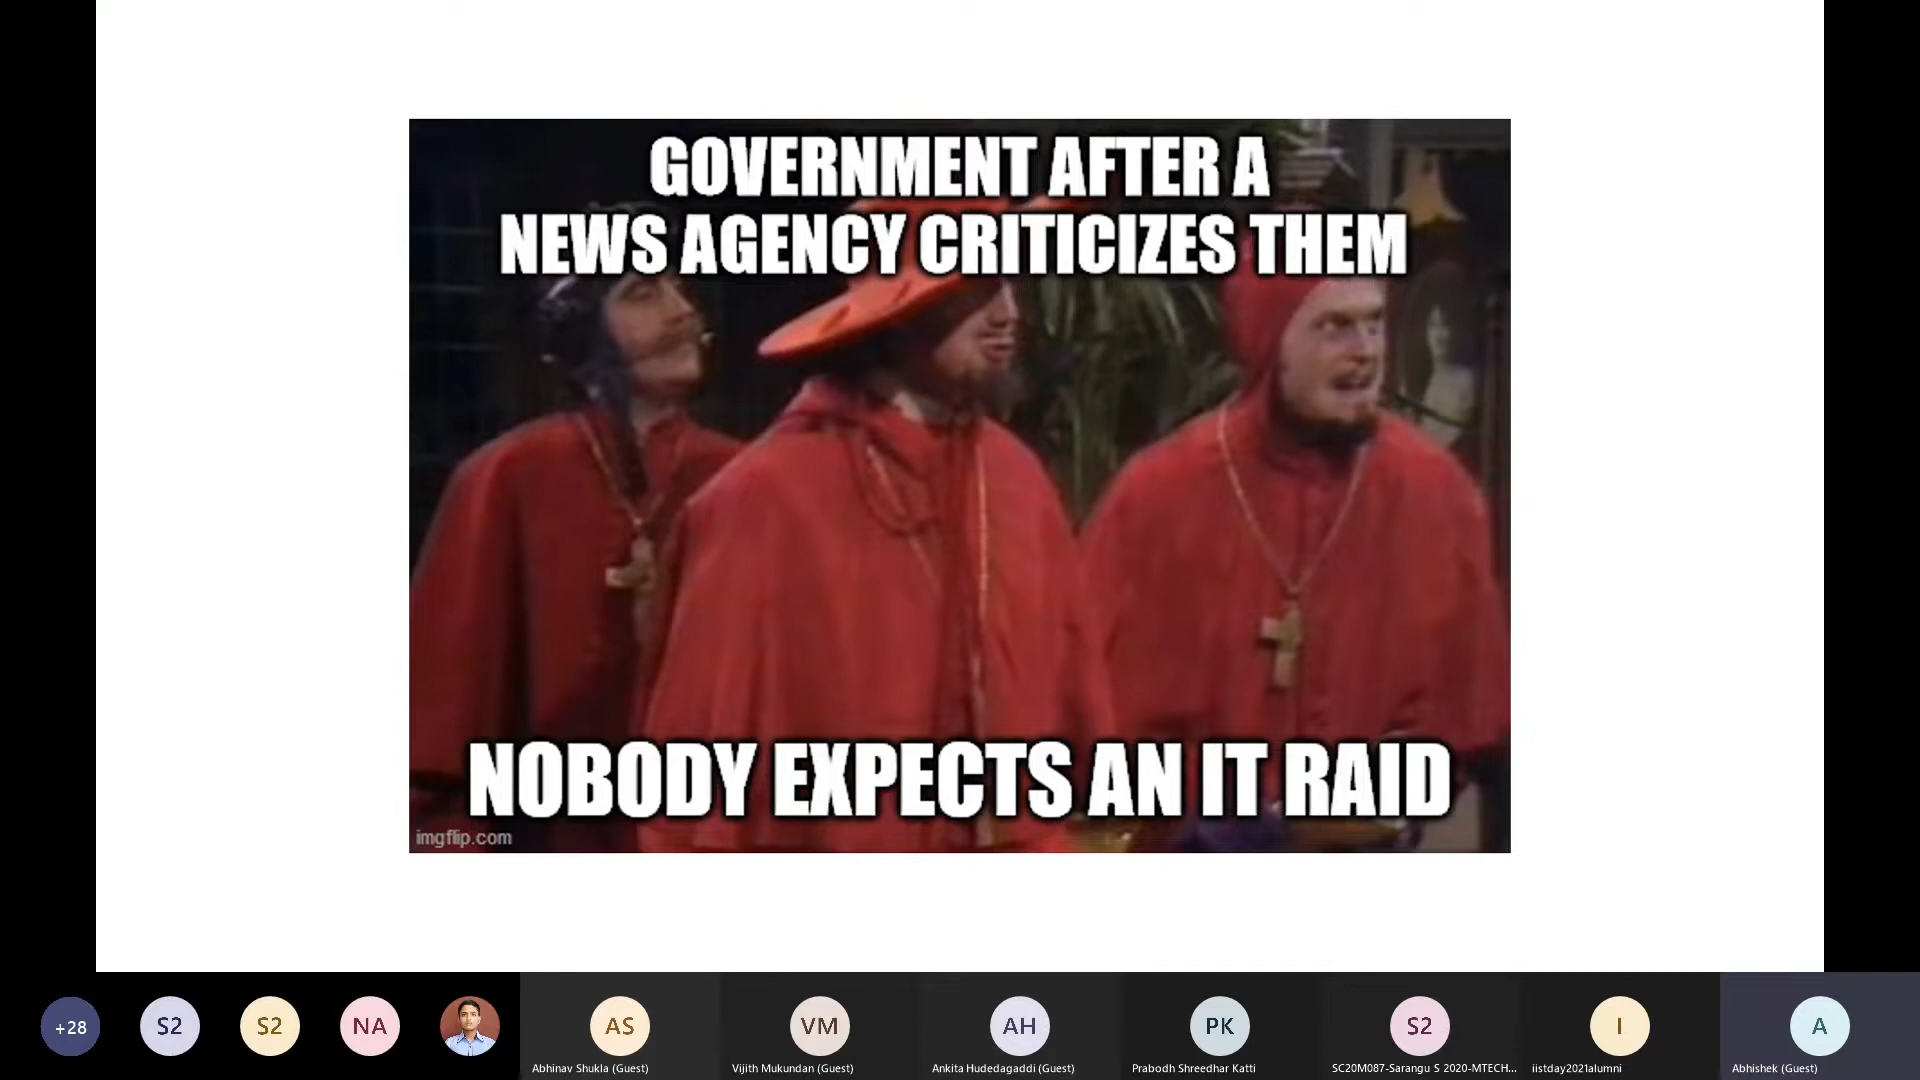 GOVERNMENT AFTER A
NEWS AGENCY CRITICIZES THEM
NOBODY EXPECTS AN IT RAID
imgflip.com
+28
S2
S2
NA
AS
VM
AH
PK
S2
I
A
Abhinav Shukla (Guest)
Vijith Mukundan (Guest)
Ankita Hudedagaddi (Guest)
Prabodh Shreedhar Katti
SC20M087-Sarangu S 2020-MTECH...
iistday2021alumni
Abhishek (Guest)